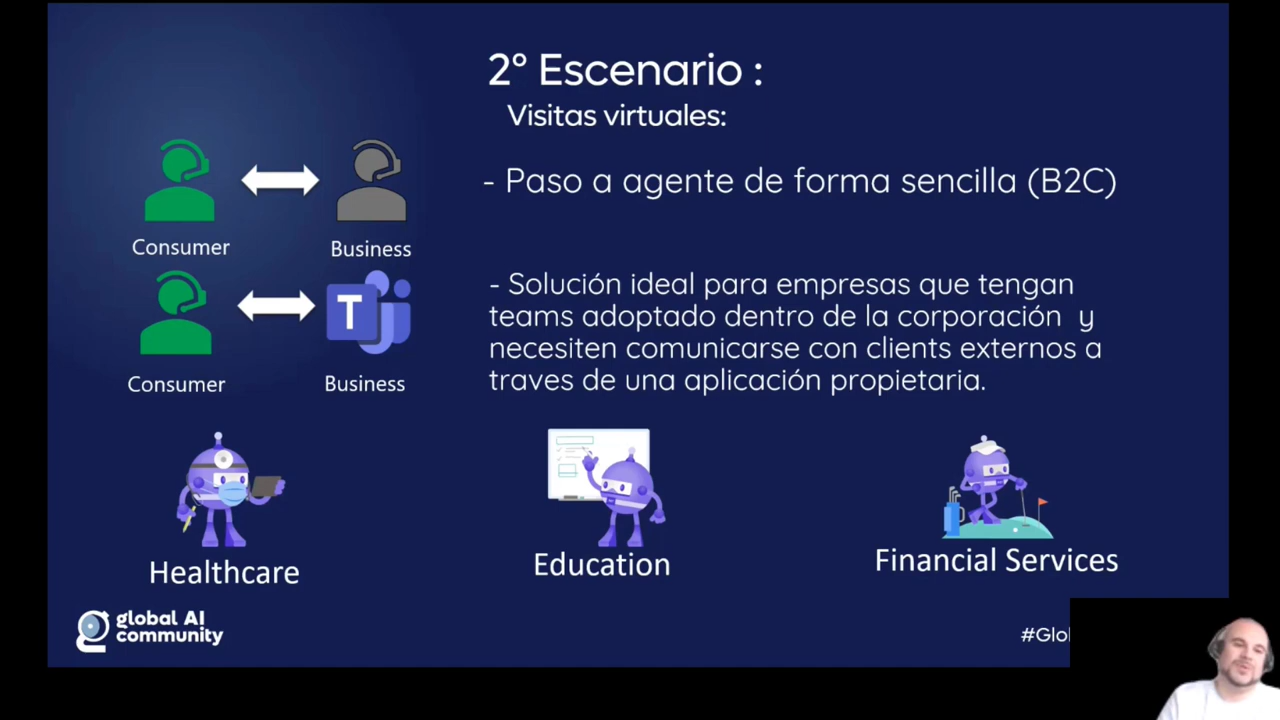 2º Escenario :
Visitas virtuales:
- Paso a agente de forma sencilla (B2C)
Consumer
Business
- Solución ideal para empresas que tengan
teams adoptado dentro de la corporación y
necesiten comunicarse con clients externos a
traves de una aplicación propietaria.
T
Consumer
Business
Healthcare
Education
Financial Services
global AI
community